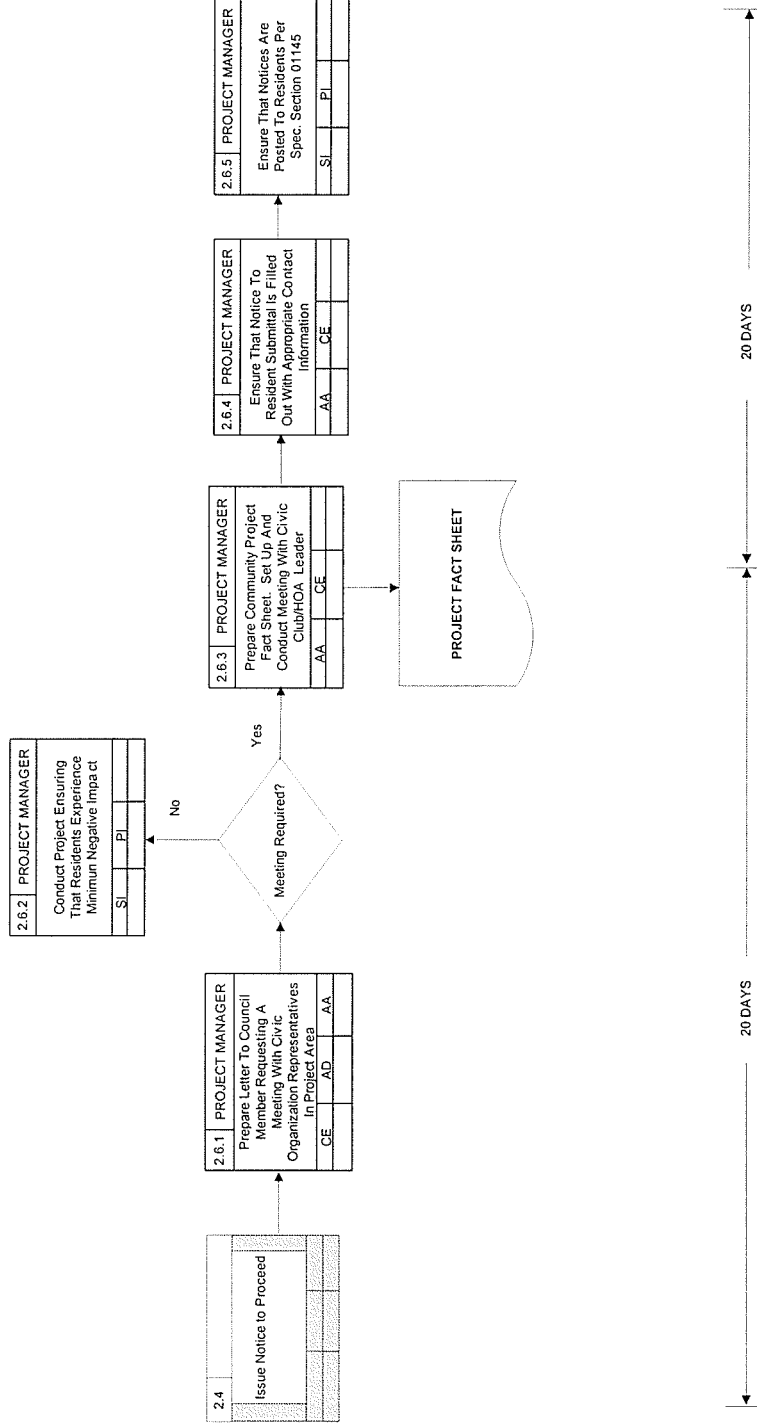 2.4
Issue Notice to Proceed
2.6.1 PROJECT MANAGER
Prepare Letter To Council
Member Requesting A
Meeting With Civic
Organization Representatives
In Project Area
CE AD AA
Meeting Required?
No
2.6.2 PROJECT MANAGER
Conduct Project Ensuring
That Residents Experience
Minimun Negative Impact
SI PI
Yes
2.6.3 PROJECT MANAGER
Prepare Community Project
Fact Sheet. Set Up And
Conduct Meeting With Civic
Club/HOA Leader
AA CE
PROJECT FACT SHEET
2.6.4 PROJECT MANAGER
Ensure That Notice To
Resident Submittal Is Filled
Out With Appropriate Contact
Information
AA CE
2.6.5 PROJECT MANAGER
Ensure That Notices Are
Posted To Residents Per
Spec. Section 01145
SI PI
20 DAYS
20 DAYS